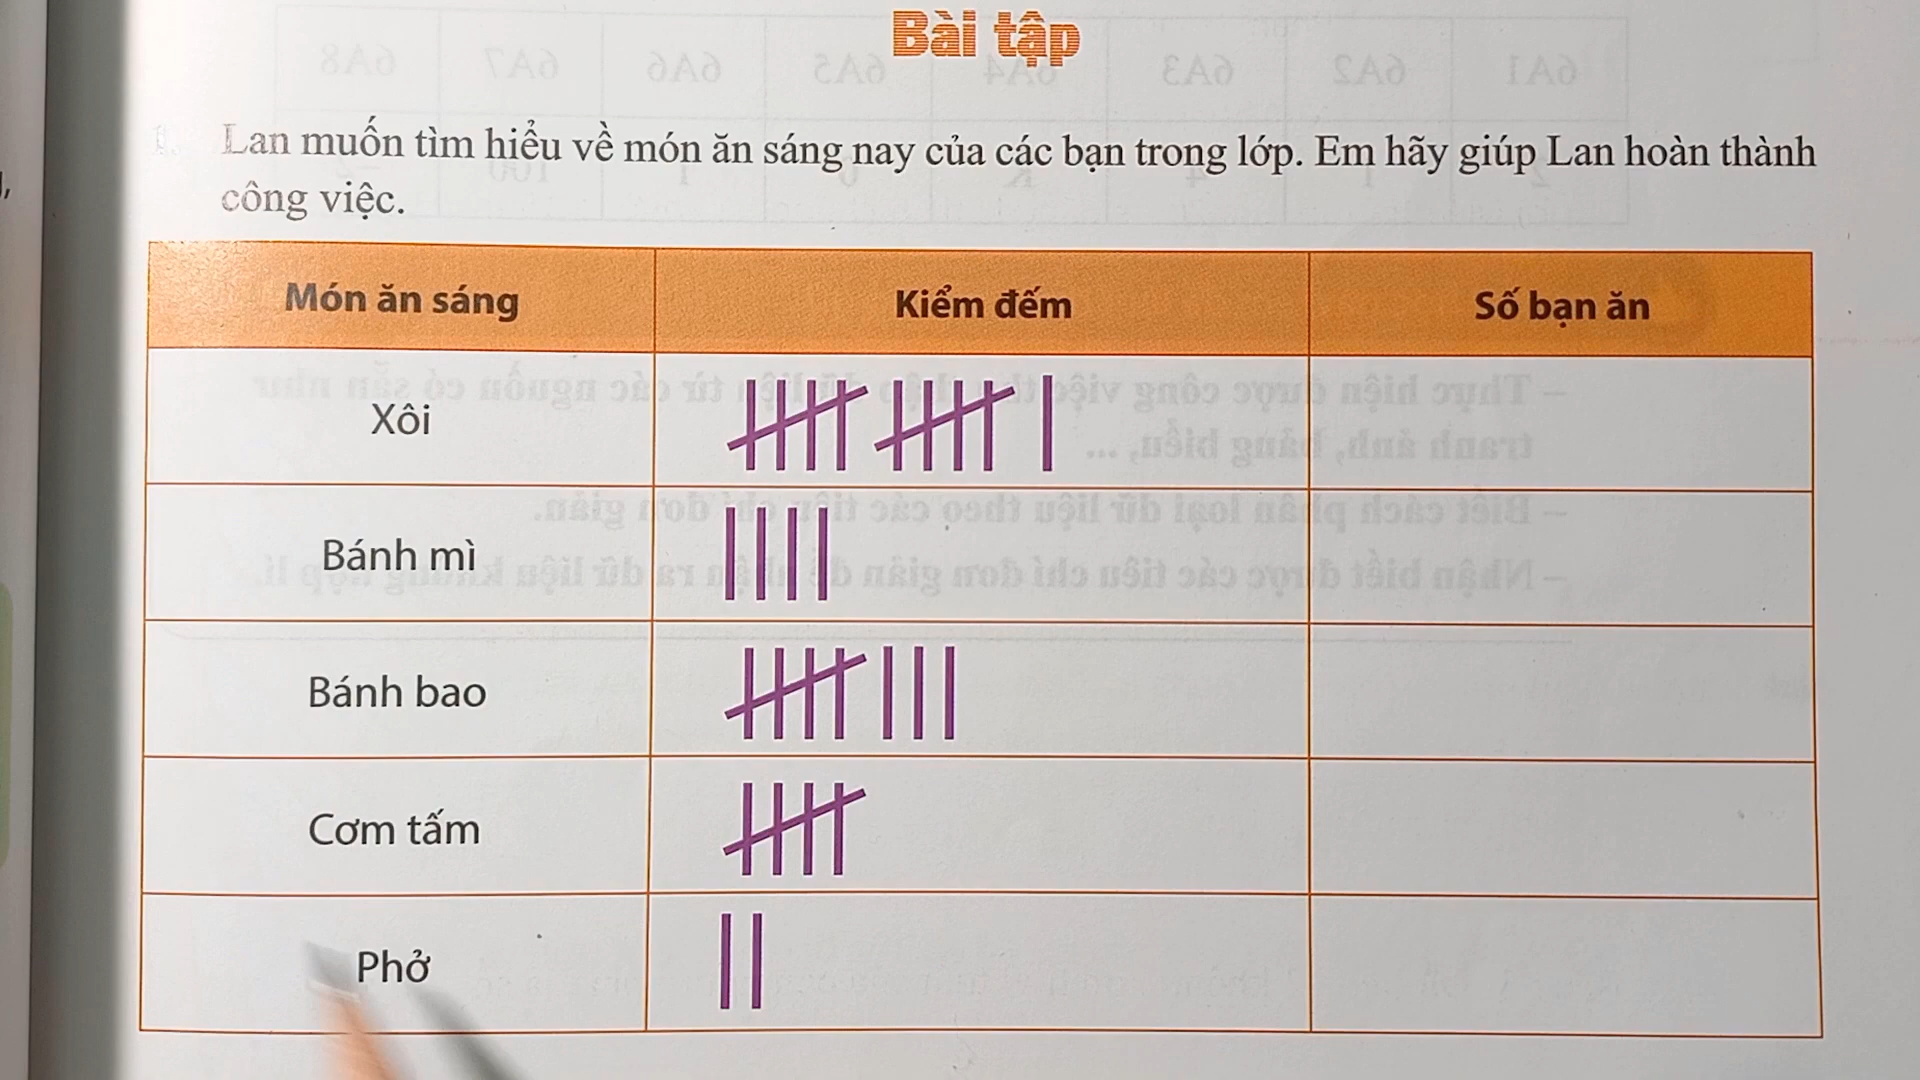 Bài tập
Lan muốn tìm hiểu về món ăn sáng nay của các bạn trong lớp. Em hãy giúp Lan hoàn thành
công việc.
Món ăn sáng Kiểm đếm Số bạn ăn
Xôi
Bánh mì
Bánh bao
Cơm tấm
Phở